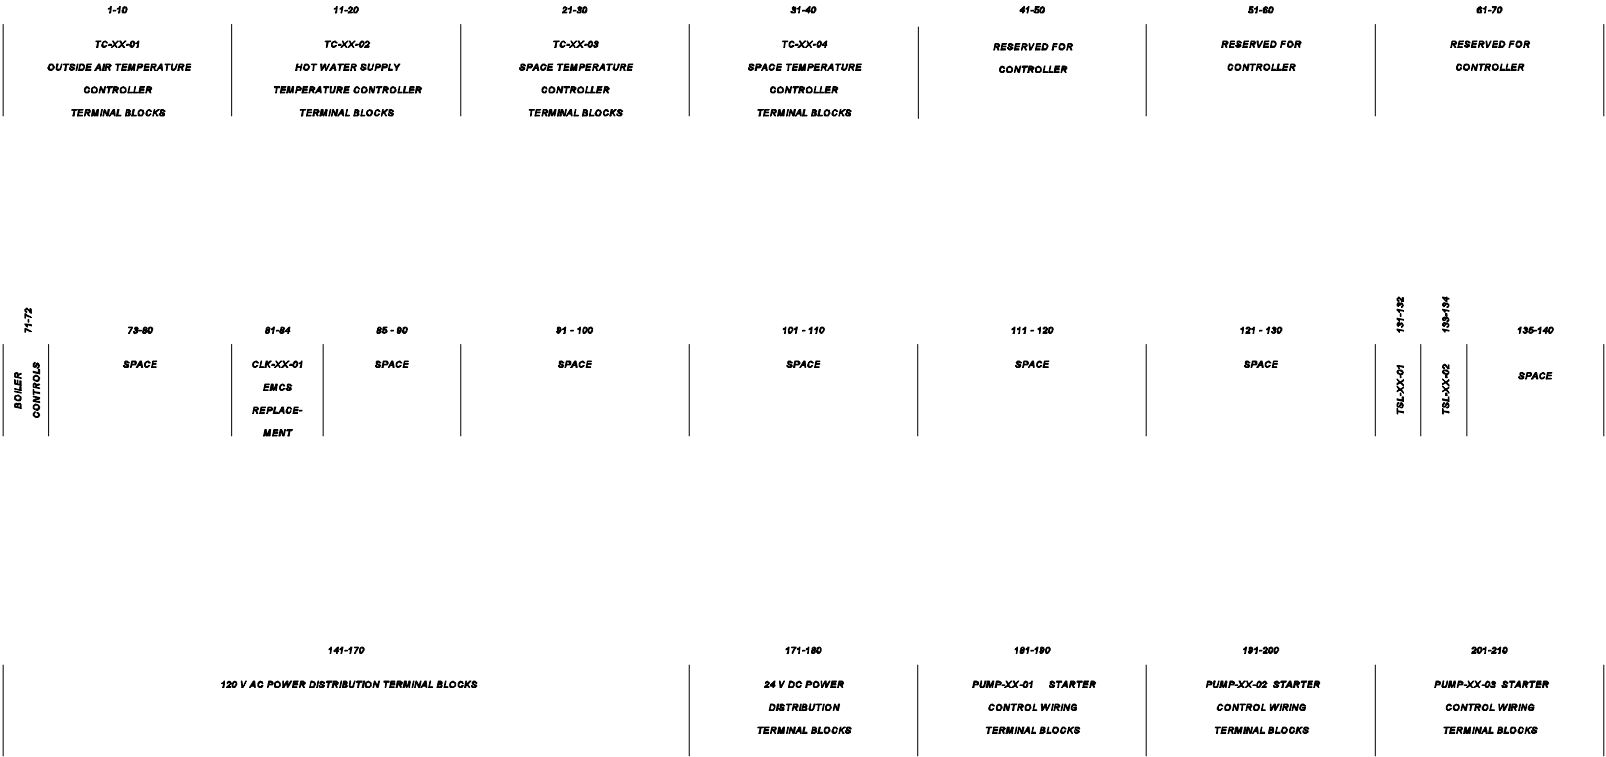 1-10
TC-XX-01
OUTSIDE AIR TEMPERATURE
CONTROLLER
TERMINAL BLOCKS
11-20
TC-XX-02
HOT WATER SUPPLY
TEMPERATURE CONTROLLER
TERMINAL BLOCKS
21-30
TC-XX-03
SPACE TEMPERATURE
CONTROLLER
TERMINAL BLOCKS
31-40
TC-XX-04
SPACE TEMPERATURE
CONTROLLER
TERMINAL BLOCKS
41-50
RESERVED FOR
CONTROLLER
51-60
RESERVED FOR
CONTROLLER
61-70
RESERVED FOR
CONTROLLER
71-72
BOILER
CONTROLS
73-80
SPACE
81-84
CLK-XX-01
EMCS
REPLACE-
MENT
85 - 90
SPACE
91 - 100
SPACE
101 - 110
SPACE
111 - 120
SPACE
121 - 130
SPACE
131-132
TSL-XX-01
133-134
TSL-XX-02
135-140
SPACE
141-170
120 V AC POWER DISTRIBUTION TERMINAL BLOCKS
171-180
24 V DC POWER
DISTRIBUTION
TERMINAL BLOCKS
181-190
PUMP-XX-01 STARTER
CONTROL WIRING
TERMINAL BLOCKS
191-200
PUMP-XX-02 STARTER
CONTROL WIRING
TERMINAL BLOCKS
201-210
PUMP-XX-03 STARTER
CONTROL WIRING
TERMINAL BLOCKS